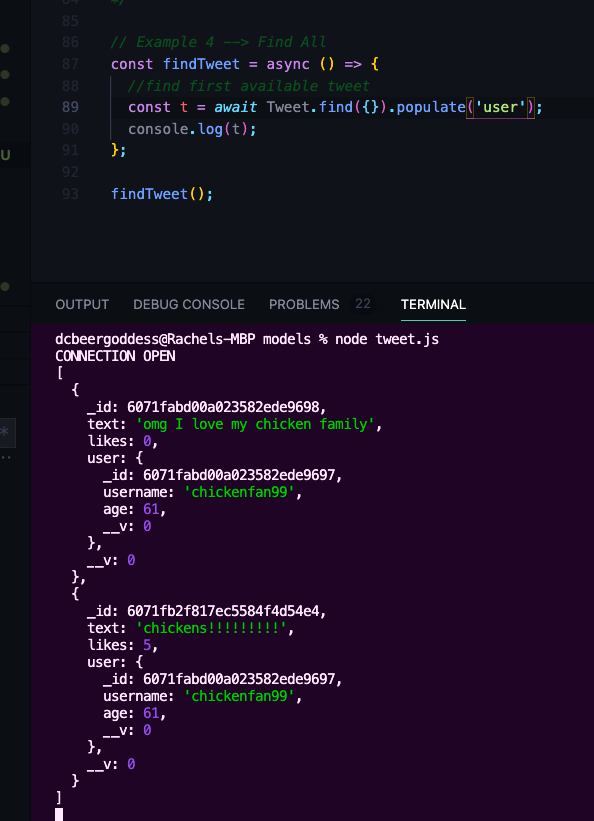 84 */
85
86 // Example 4 --> Find All
87 const findTweet = async () => {
88 //find first available tweet
89 const t = await Tweet.find({}).populate('user');
90 console.log(t);
91 };
92
93 findTweet();
U
*
OUTPUT DEBUG CONSOLE PROBLEMS 22 TERMINAL
dcbeergoddess@Rachels-MBP models % node tweet.js
CONNECTION OPEN
[
  {
    _id: 6071fabd00a023582ede9698,
    text: 'omg I love my chicken family',
    likes: 0,
    user: {
      _id: 6071fabd00a023582ede9697,
      username: 'chickenfan99',
      age: 61,
      __v: 0
    },
    __v: 0
  },
  {
    _id: 6071fb2f817ec5584f4d54e4,
    text: 'chickens!!!!!!!!!',
    likes: 5,
    user: {
      _id: 6071fabd00a023582ede9697,
      username: 'chickenfan99',
      age: 61,
      __v: 0
    },
    __v: 0
  }
]